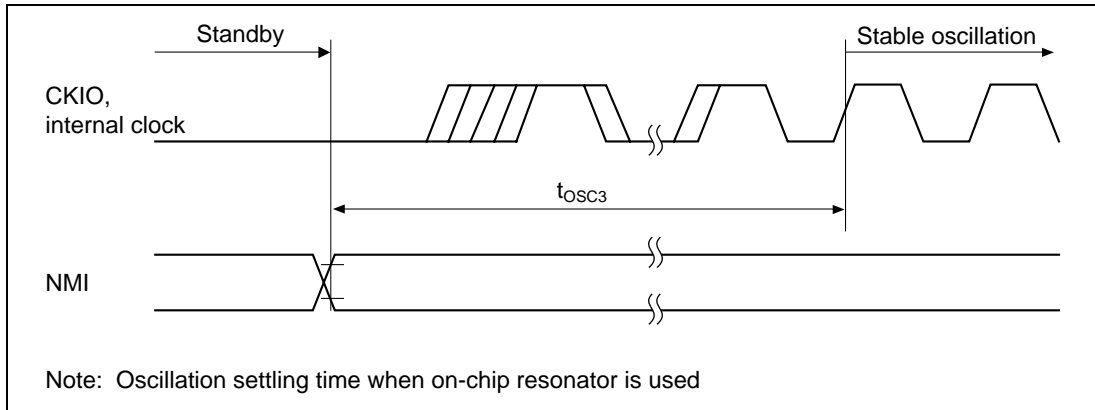 Standby
Stable oscillation
CKIO,
internal clock
tOSC3
NMI
Note: Oscillation settling time when on-chip resonator is used